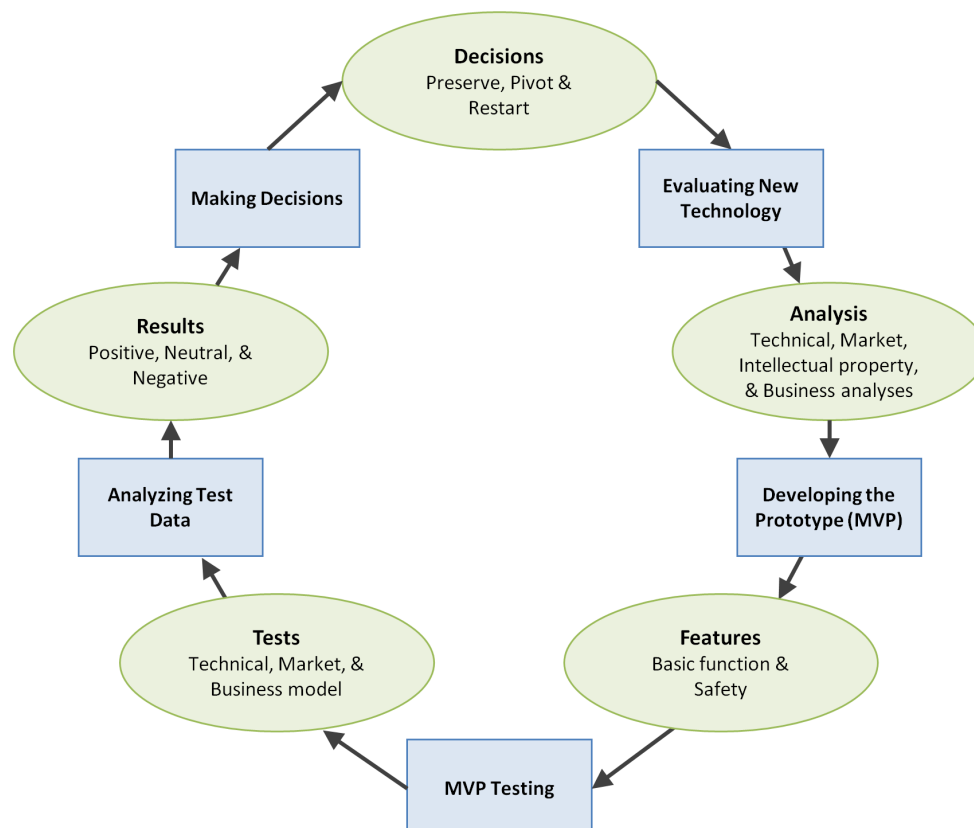 Decisions
Preserve, Pivot &
Restart
Evaluating New
Technology
Analysis
Technical, Market,
Intellectual property,
& Business analyses
Developing the
Prototype (MVP)
Features
Basic function &
Safety
MVP Testing
Tests
Technical, Market, &
Business model
Analyzing Test
Data
Results
Positive, Neutral, &
Negative
Making Decisions